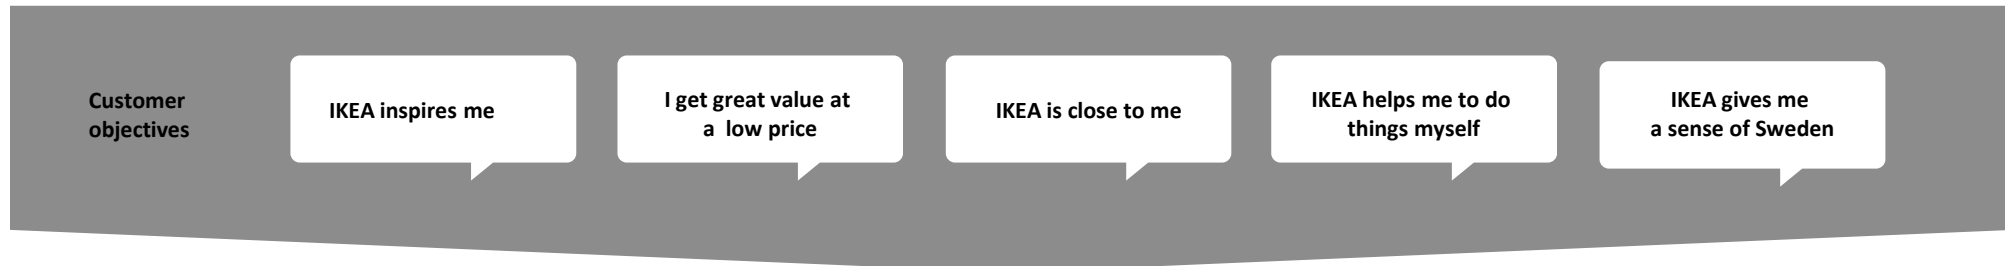 Customer
objectives
IKEA inspires me
I get great value at
a  low price
IKEA is close to me
IKEA helps me to do
things myself
IKEA gives me
a sense of Sweden